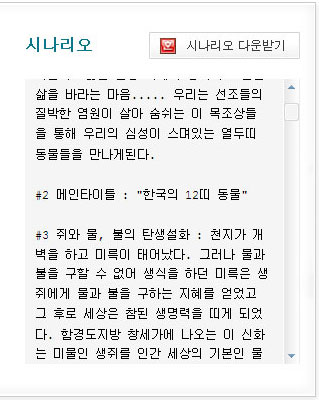 시나리오
시나리오 다운받기
삶을 바라는 마음..... 우리는 선조들의
질박한 염원이 살아 숨쉬는 이 목조상들
을 통해 우리의 심성이 스며있는 열두띠
동물들을 만나게된다.
#2 메인타이틀 : "한국의 12띠 동물"
#3 쥐와 물, 불의 탄생설화 : 천지가 개
벽을 하고 미륵이 태어났다. 그러나 물과
불을 구할 수 없어 생식을 하던 미륵은 생
쥐에게 물과 불을 구하는 지혜를 얻었고
그 후로 세상은 참된 생명력을 띠게 되었
다. 함경도지방 창세가에 나오는 이 신화
는 미물인 생쥐를 인간 세상의 기본인 물